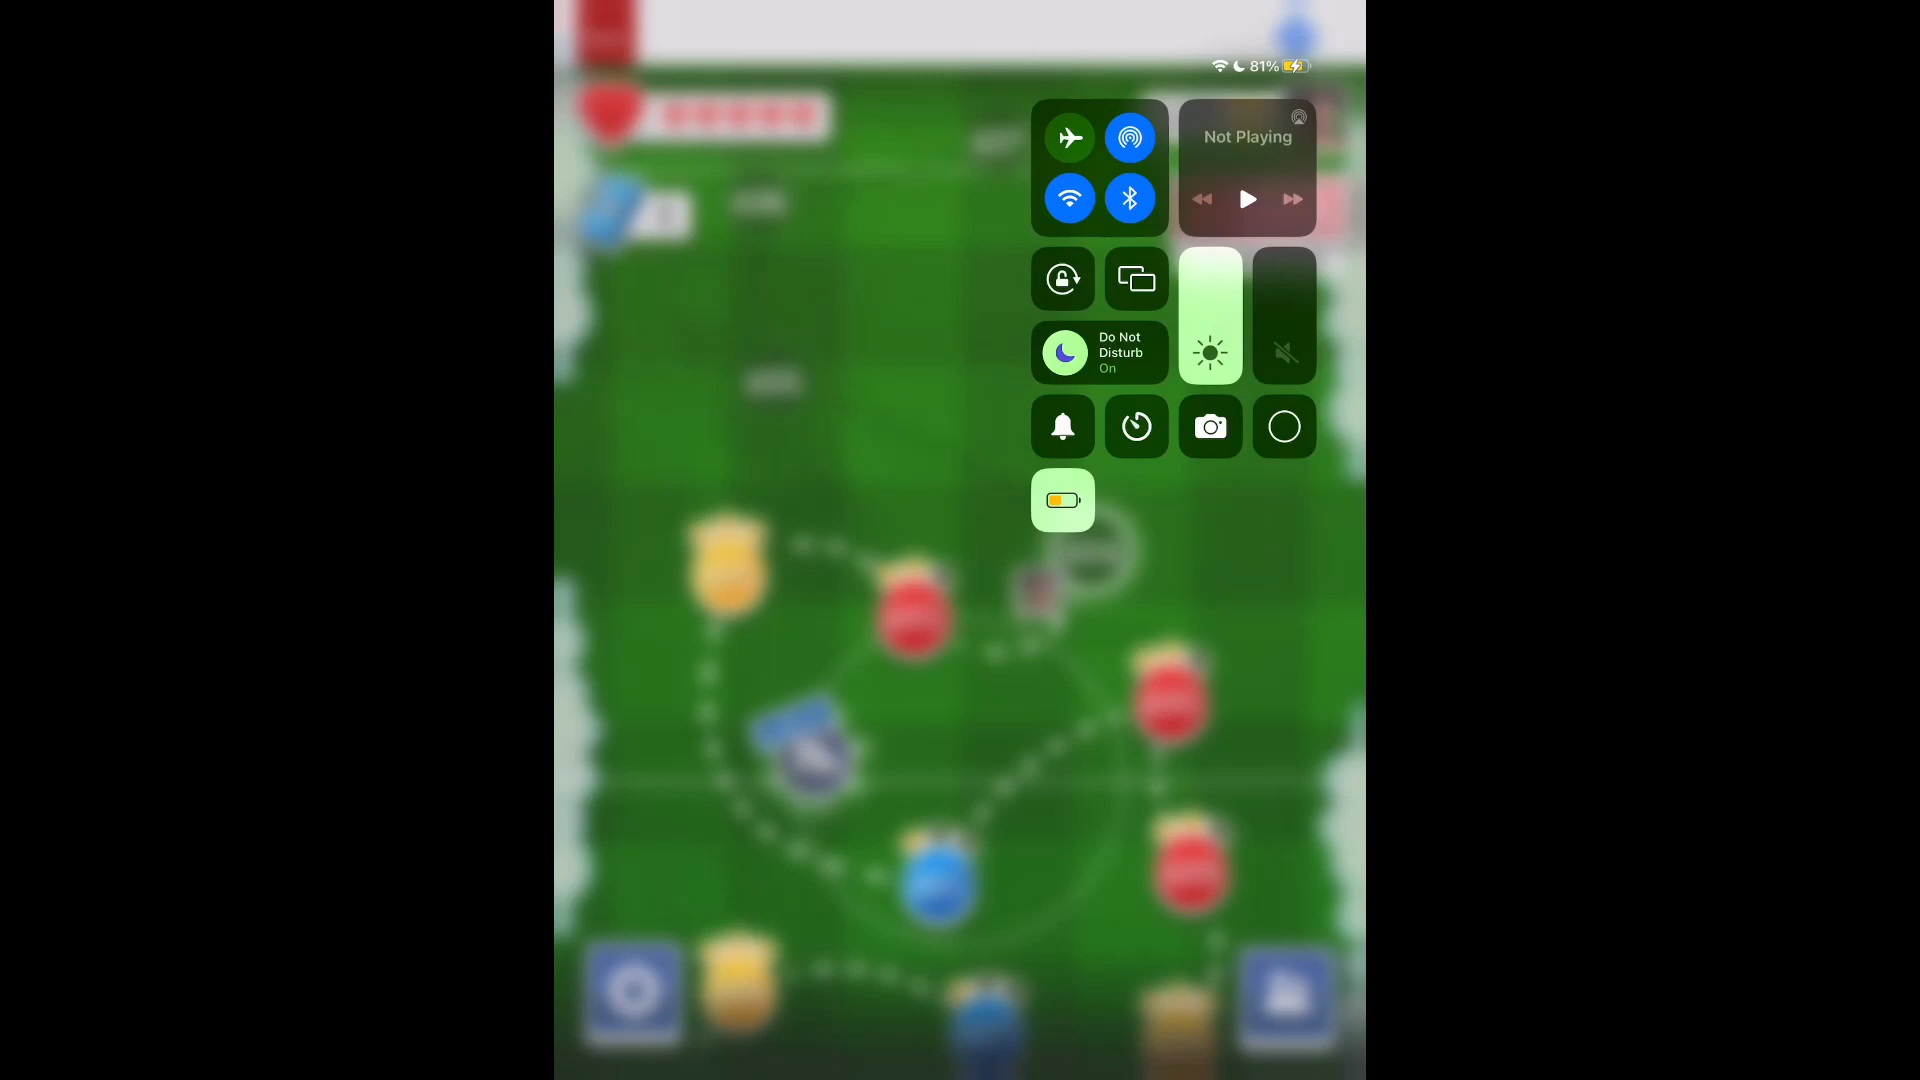 81%
Not Playing
Do Not
Disturb
On